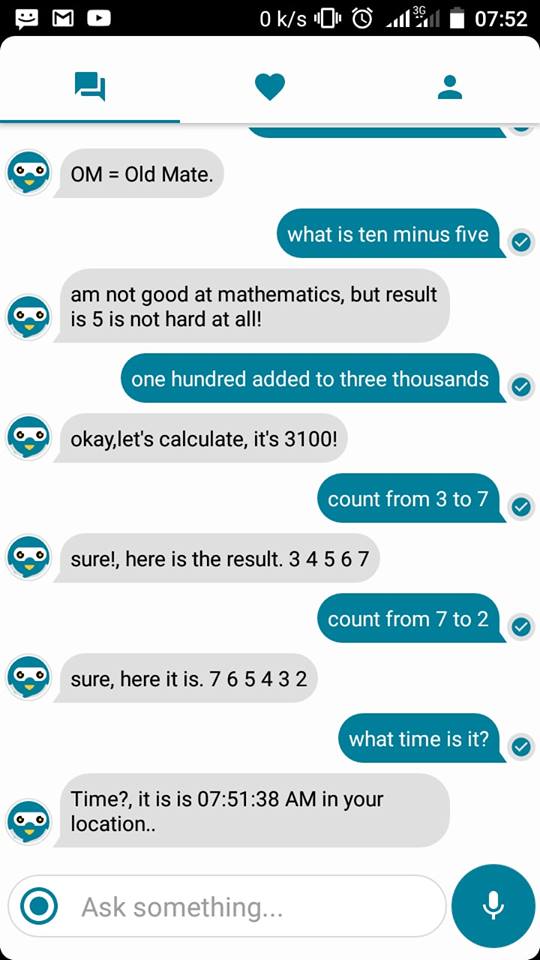 0 k/s 3G 07:52
OM = Old Mate.
what is ten minus five
am not good at mathematics, but result
is 5 is not hard at all!
one hundred added to three thousands
okay,let's calculate, it's 3100!
count from 3 to 7
sure!, here is the result. 3 4 5 6 7
count from 7 to 2
sure, here it is. 7 6 5 4 3 2
what time is it?
Time?, it is is 07:51:38 AM in your
location..
Ask something...